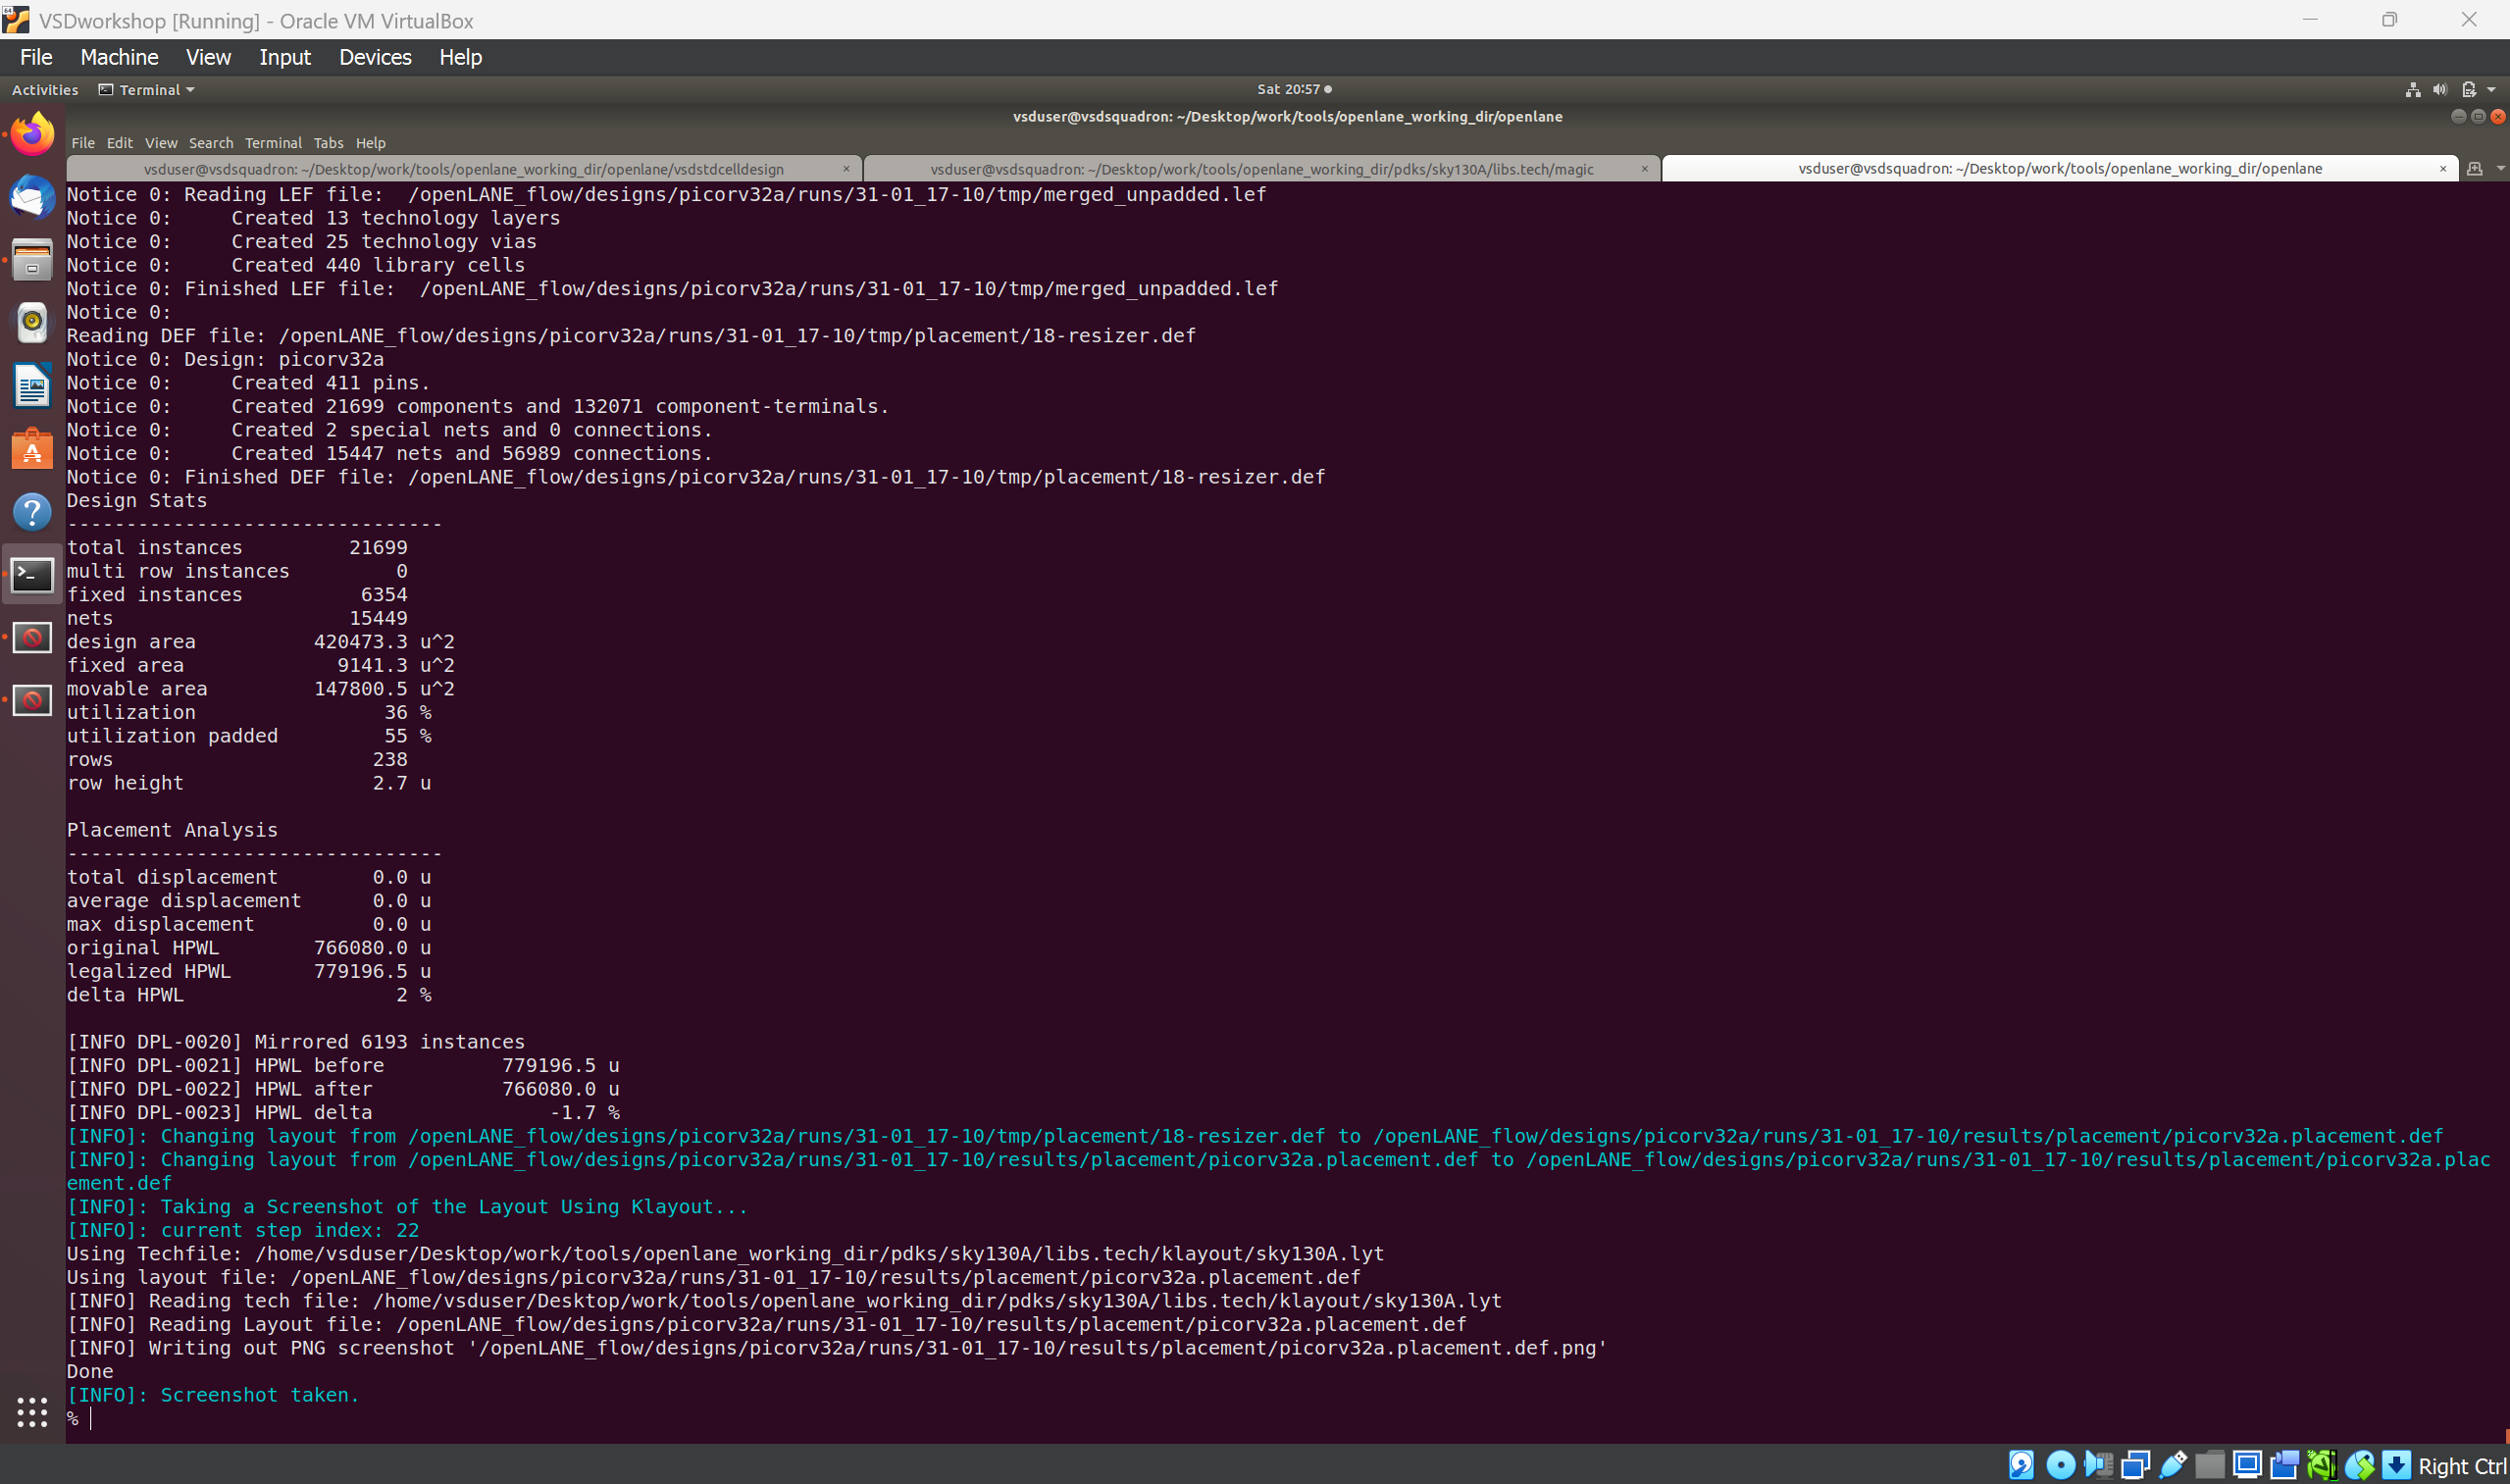 VSDworkshop [Running] - Oracle VM VirtualBox
File Machine View Input Devices Help
Activities Terminal Sat 20:57
vsduser@vsdsquadron: ~/Desktop/work/tools/openlane_working_dir/openlane
File Edit View Search Terminal Tabs Help
vsduser@vsdsquadron: ~/Desktop/work/tools/openlane_working_dir/openlane/vsdstdcelldesign × vsduser@vsdsquadron: ~/Desktop/work/tools/openlane_working_dir/pdks/sky130A/libs.tech/magic × vsduser@vsdsquadron: ~/Desktop/work/tools/openlane_working_dir/openlane ×
Notice 0: Reading LEF file:  /openLANE_flow/designs/picorv32a/runs/31-01_17-10/tmp/merged_unpadded.lef
Notice 0:     Created 13 technology layers
Notice 0:     Created 25 technology vias
Notice 0:     Created 440 library cells
Notice 0: Finished LEF file:  /openLANE_flow/designs/picorv32a/runs/31-01_17-10/tmp/merged_unpadded.lef
Notice 0:
Reading DEF file: /openLANE_flow/designs/picorv32a/runs/31-01_17-10/tmp/placement/18-resizer.def
Notice 0: Design: picorv32a
Notice 0:     Created 411 pins.
Notice 0:     Created 21699 components and 132071 component-terminals.
Notice 0:     Created 2 special nets and 0 connections.
Notice 0:     Created 15447 nets and 56989 connections.
Notice 0: Finished DEF file: /openLANE_flow/designs/picorv32a/runs/31-01_17-10/tmp/placement/18-resizer.def
Design Stats
--------------------------------
total instances         21699
multi row instances         0
fixed instances          6354
nets                    15449
design area          420473.3 u^2
fixed area             9141.3 u^2
movable area         147800.5 u^2
utilization                36 %
utilization padded         55 %
rows                      238
row height                2.7 u
Placement Analysis
--------------------------------
total displacement        0.0 u
average displacement      0.0 u
max displacement          0.0 u
original HPWL        766080.0 u
legalized HPWL       779196.5 u
delta HPWL                  2 %
[INFO DPL-0020] Mirrored 6193 instances
[INFO DPL-0021] HPWL before          779196.5 u
[INFO DPL-0022] HPWL after           766080.0 u
[INFO DPL-0023] HPWL delta               -1.7 %
[INFO]: Changing layout from /openLANE_flow/designs/picorv32a/runs/31-01_17-10/tmp/placement/18-resizer.def to /openLANE_flow/designs/picorv32a/runs/31-01_17-10/results/placement/picorv32a.placement.def
[INFO]: Changing layout from /openLANE_flow/designs/picorv32a/runs/31-01_17-10/results/placement/picorv32a.placement.def to /openLANE_flow/designs/picorv32a/runs/31-01_17-10/results/placement/picorv32a.plac
ement.def
[INFO]: Taking a Screenshot of the Layout Using Klayout...
[INFO]: current step index: 22
Using Techfile: /home/vsduser/Desktop/work/tools/openlane_working_dir/pdks/sky130A/libs.tech/klayout/sky130A.lyt
Using layout file: /openLANE_flow/designs/picorv32a/runs/31-01_17-10/results/placement/picorv32a.placement.def
[INFO] Reading tech file: /home/vsduser/Desktop/work/tools/openlane_working_dir/pdks/sky130A/libs.tech/klayout/sky130A.lyt
[INFO] Reading Layout file: /openLANE_flow/designs/picorv32a/runs/31-01_17-10/results/placement/picorv32a.placement.def
[INFO] Writing out PNG screenshot '/openLANE_flow/designs/picorv32a/runs/31-01_17-10/results/placement/picorv32a.placement.def.png'
Done
[INFO]: Screenshot taken.
%
Right Ctrl